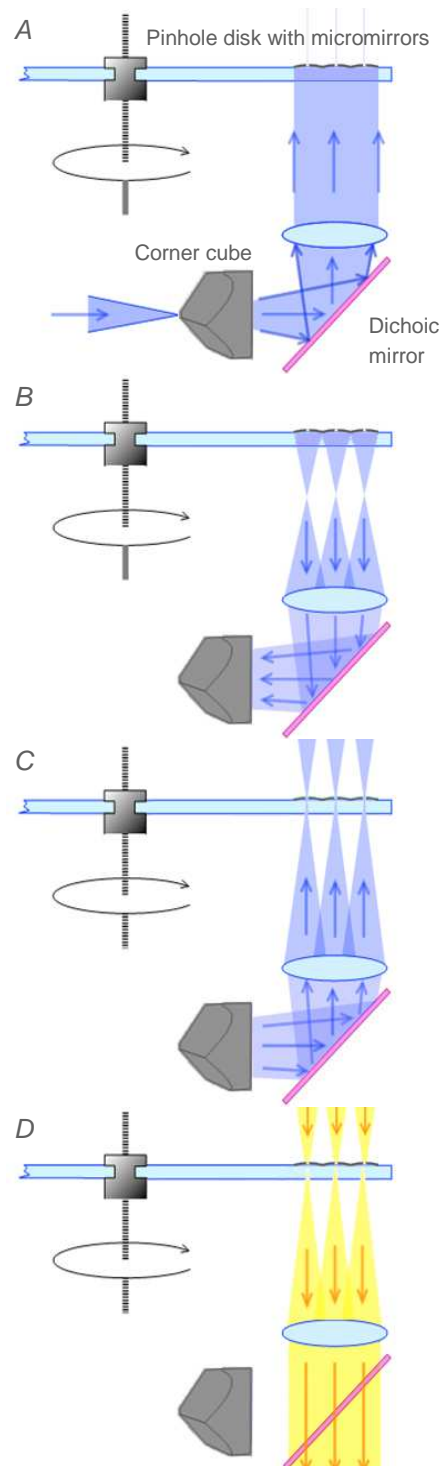 A
Pinhole disk with micromirrors
Corner cube
Dichoic
mirror
B
C
D